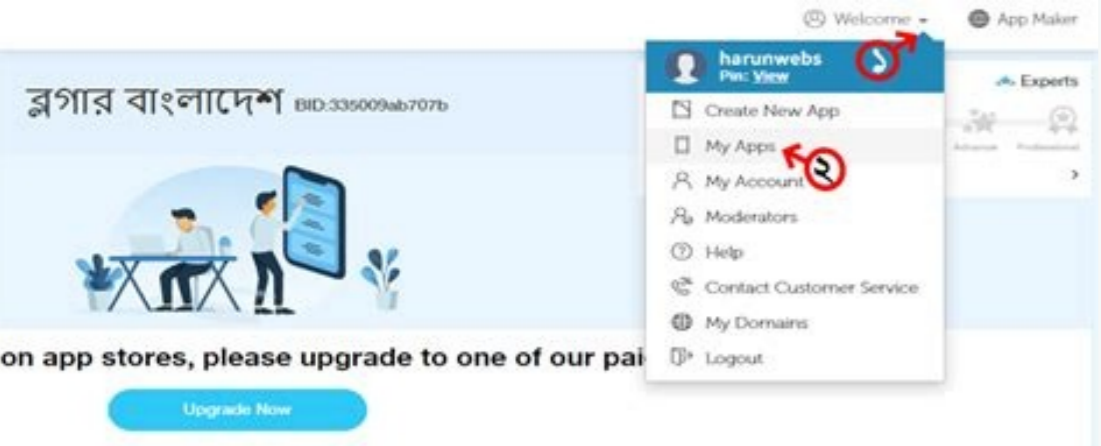 Welcome
App Maker
harunwebs
১
Pin: View
Experts
ব্লগার বাংলাদেশ BID:335009ab707b
Create New App
Advance Professional
My Apps
২
My Account
Moderators
Help
Contact Customer Service
My Domains
on app stores, please upgrade to one of our pai
Logout
Upgrade Now